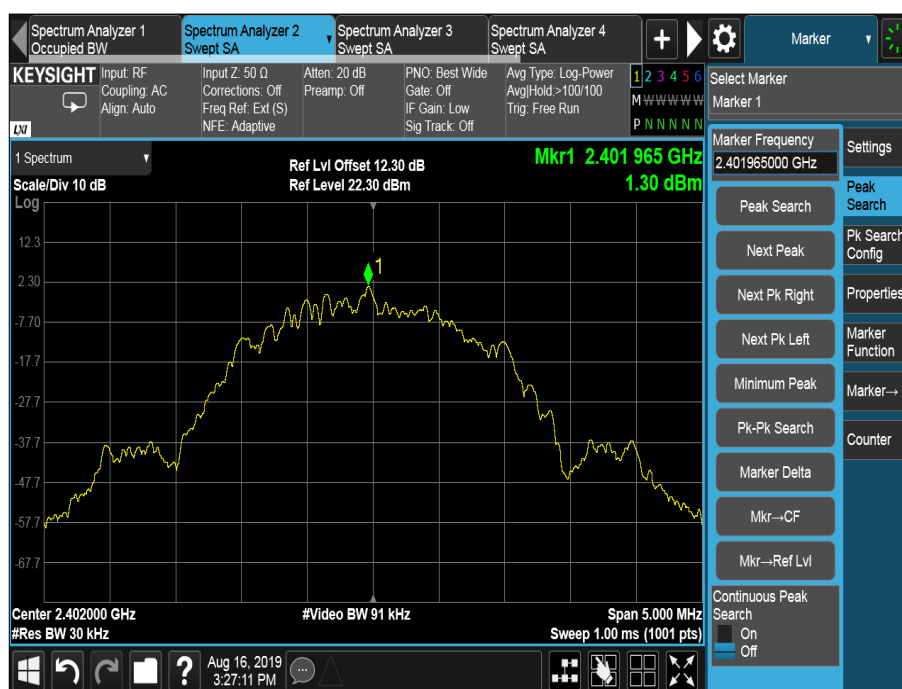 Spectrum Analyzer 1
Occupied BW
Spectrum Analyzer 2
Swept SA
Spectrum Analyzer 3
Swept SA
Spectrum Analyzer 4
Swept SA
+
Marker
KEYSIGHT
LXI
Input: RF
Coupling: AC
Align: Auto
Input Z: 50 Ω
Corrections: Off
Freq Ref: Ext (S)
NFE: Adaptive
Atten: 20 dB
Preamp: Off
PNO: Best Wide
Gate: Off
IF Gain: Low
Sig Track: Off
Avg Type: Log-Power
Avg|Hold:>100/100
Trig: Free Run
1 2 3 4 5 6
M W W W W W
P N N N N N
Select Marker
Marker 1
1 Spectrum
Scale/Div 10 dB
Log
Ref Lvl Offset 12.30 dB
Ref Level 22.30 dBm
Mkr1 2.401 965 GHz
1.30 dBm
12.3
2.30
-7.70
-17.7
-27.7
-37.7
-47.7
-57.7
-67.7
1
Center 2.402000 GHz
#Res BW 30 kHz
#Video BW 91 kHz
Span 5.000 MHz
Sweep 1.00 ms (1001 pts)
Marker Frequency
2.401965000 GHz
Peak Search
Next Peak
Next Pk Right
Next Pk Left
Minimum Peak
Pk-Pk Search
Marker Delta
Mkr→CF
Mkr→Ref Lvl
Continuous Peak
Search
On
Off
Settings
Peak
Search
Pk Search
Config
Properties
Marker
Function
Marker→
Counter
?
Aug 16, 2019
3:27:11 PM